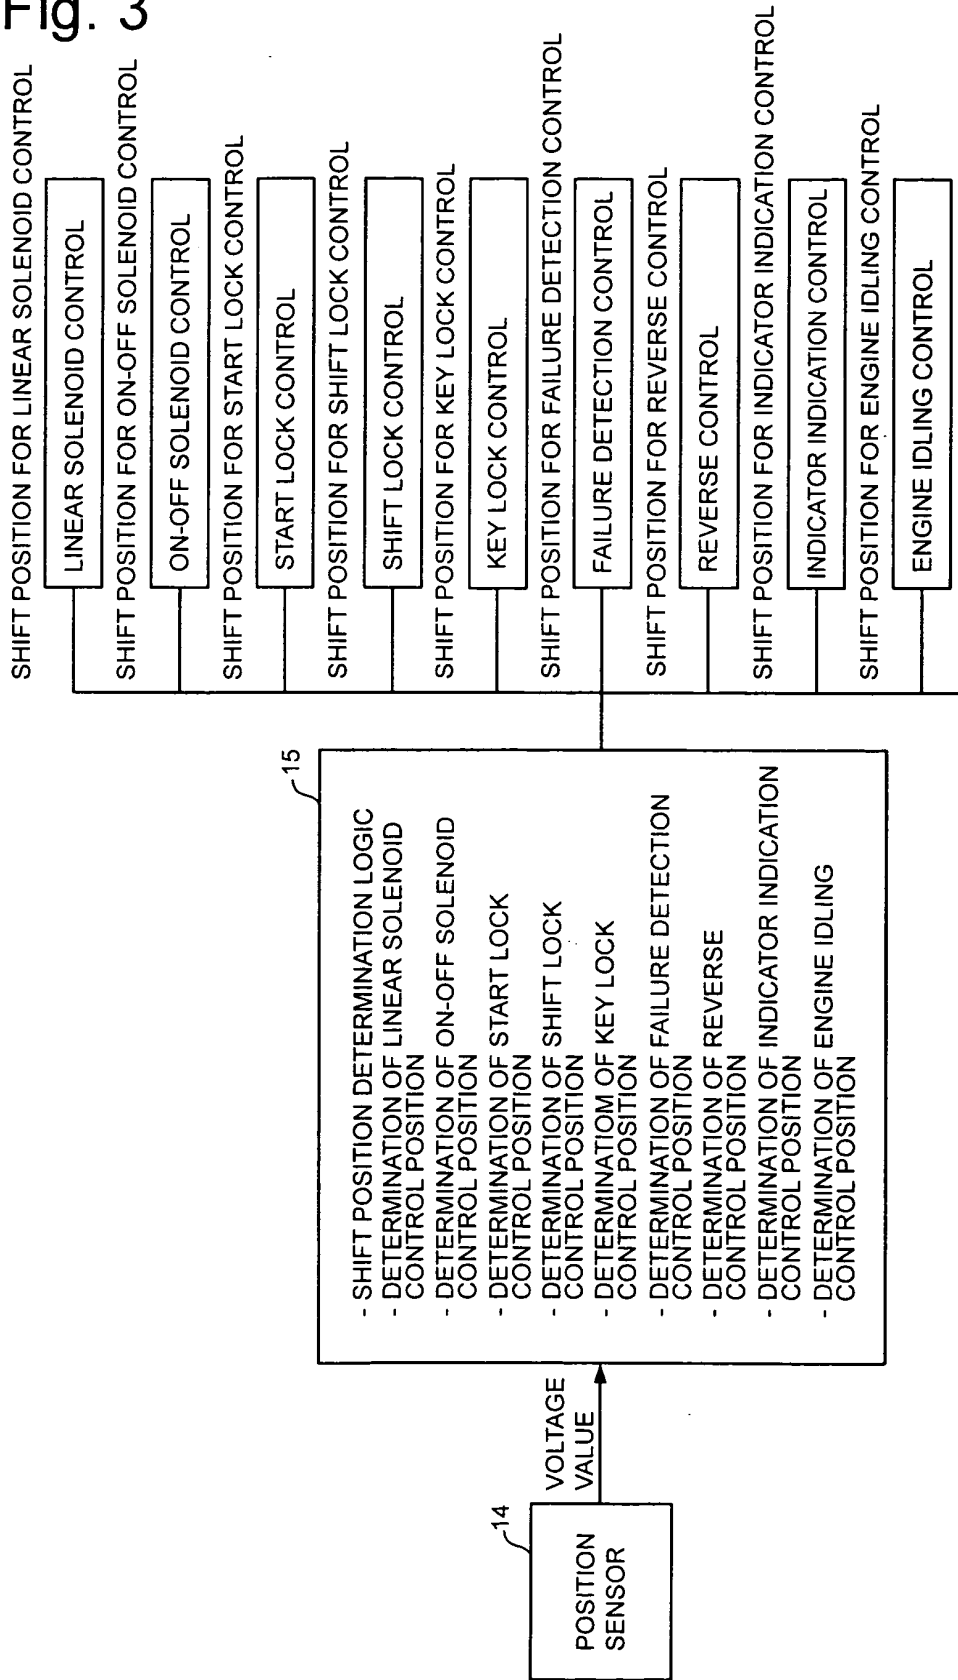 Fig. 3
14
POSITION
SENSOR
VOLTAGE
VALUE
15
- SHIFT POSITION DETERMINATION LOGIC
- DETERMINATION OF LINEAR SOLENOID
CONTROL POSITION
- DETERMINATION OF ON-OFF SOLENOID
CONTROL POSITION
- DETERMINATION OF START LOCK
CONTROL POSITION
- DETERMINATION OF SHIFT LOCK
CONTROL POSITION
- DETERMINATIOM OF KEY LOCK
CONTROL POSITION
- DETERMINATION OF FAILURE DETECTION
CONTROL POSITION
- DETERMINATION OF REVERSE
CONTROL POSITION
- DETERMINATION OF INDICATOR INDICATION
CONTROL POSITION
- DETERMINATION OF ENGINE IDLING
CONTROL POSITION
SHIFT POSITION FOR LINEAR SOLENOID CONTROL
LINEAR SOLENOID CONTROL
SHIFT POSITION FOR ON-OFF SOLENOID CONTROL
ON-OFF SOLENOID CONTROL
SHIFT POSITION FOR START LOCK CONTROL
START LOCK CONTROL
SHIFT POSITION FOR SHIFT LOCK CONTROL
SHIFT LOCK CONTROL
SHIFT POSITION FOR KEY LOCK CONTROL
KEY LOCK CONTROL
SHIFT POSITION FOR FAILURE DETECTION CONTROL
FAILURE DETECTION CONTROL
SHIFT POSITION FOR REVERSE CONTROL
REVERSE CONTROL
SHIFT POSITION FOR INDICATOR INDICATION CONTROL
INDICATOR INDICATION CONTROL
SHIFT POSITION FOR ENGINE IDLING CONTROL
ENGINE IDLING CONTROL